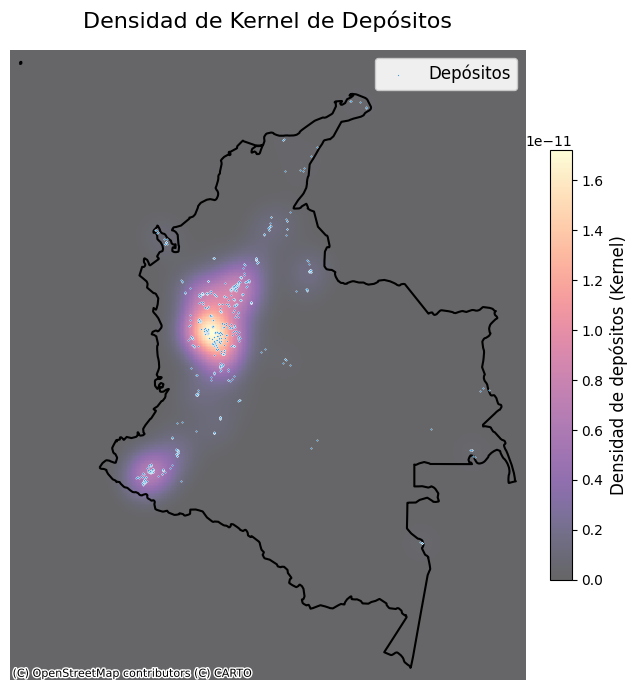 Densidad de Kernel de Depósitos
Depósitos
1e−11
1.6
1.4
1.2
1.0
0.8
0.6
0.4
0.2
0.0
Densidad de depósitos (Kernel)
(C) OpenStreetMap contributors (C) CARTO